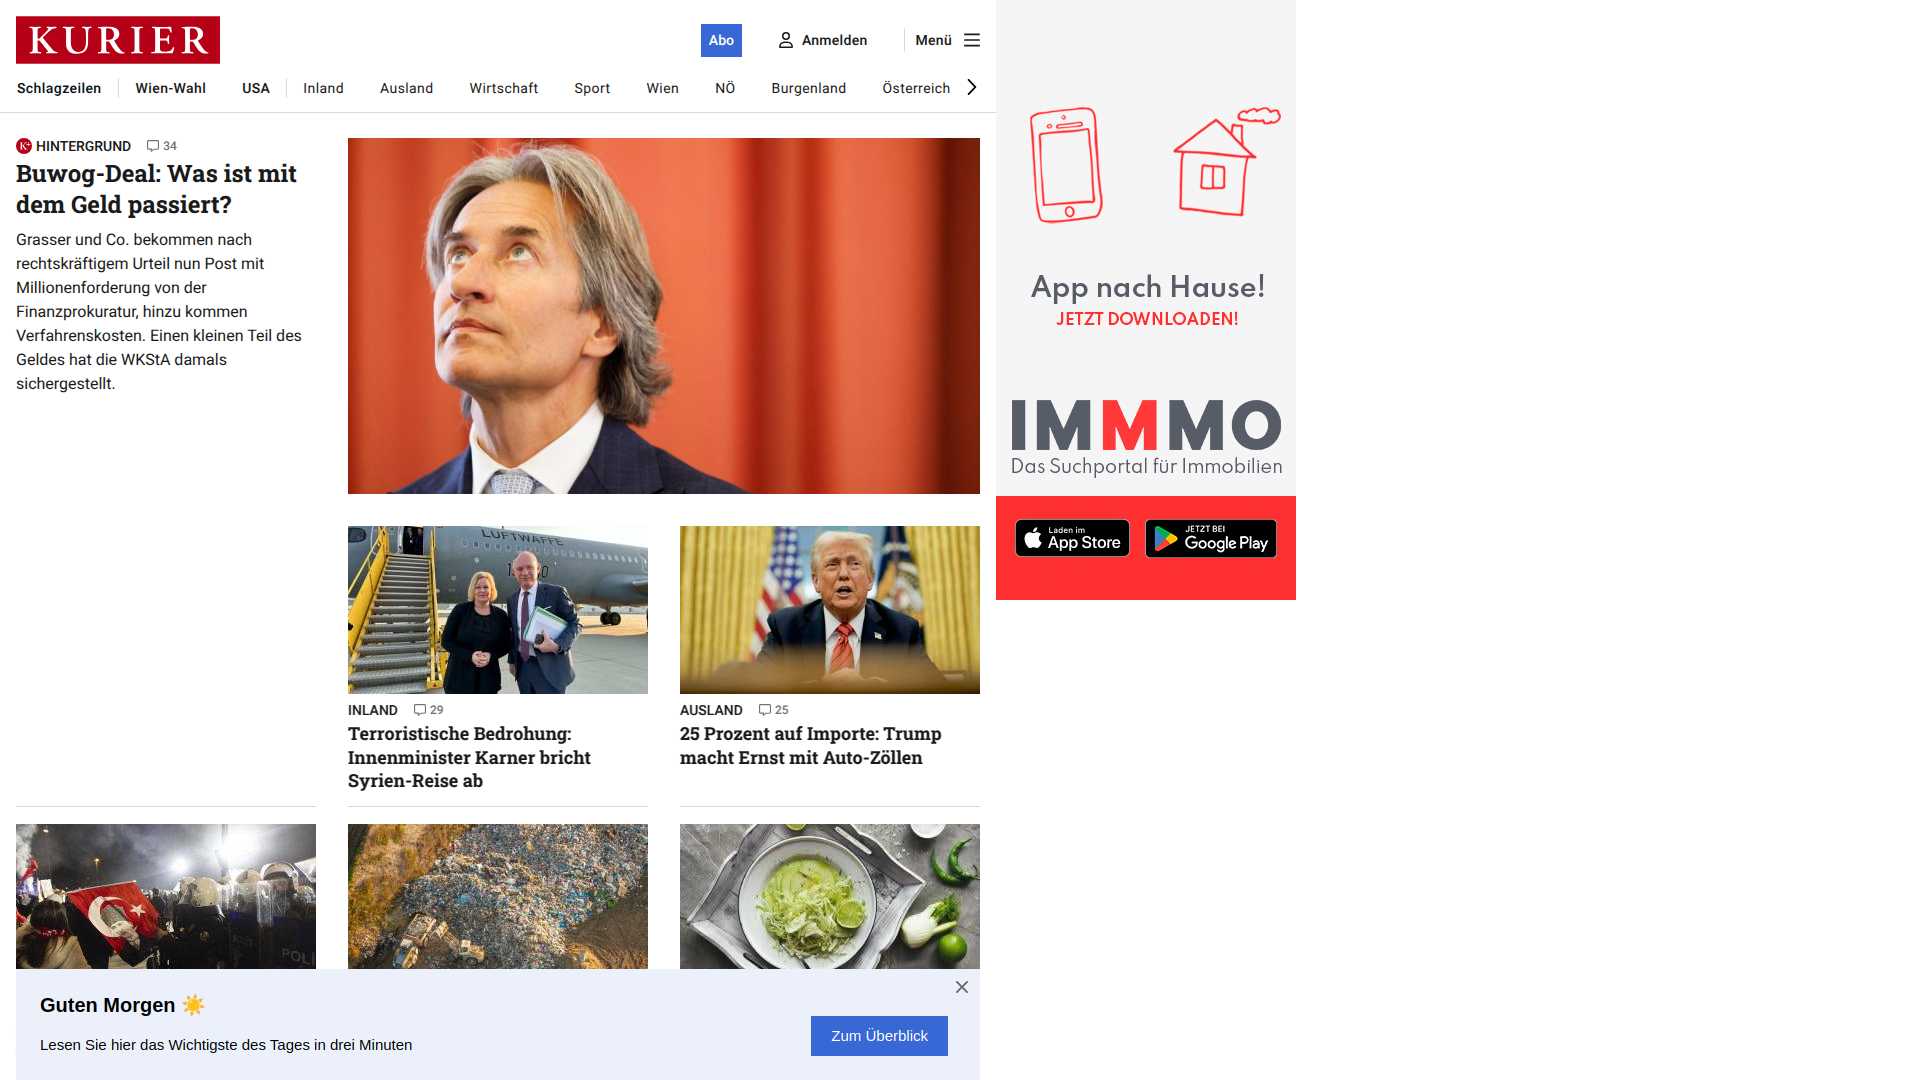 KURIER
Abo
Anmelden
Menü
Schlagzeilen
Wien-Wahl
USA
Inland
Ausland
Wirtschaft
Sport
Wien
NÖ
Burgenland
Österreich
HINTERGRUND
34
Buwog-Deal: Was ist mit
dem Geld passiert?
Grasser und Co. bekommen nach
rechtskräftigem Urteil nun Post mit
Millionenforderung von der
Finanzprokuratur, hinzu kommen
Verfahrenskosten. Einen kleinen Teil des
Geldes hat die WKStA damals
sichergestellt.
App nach Hause!
JETZT DOWNLOADEN!
IMMMO
Das Suchportal für Immobilien
Laden im
App Store
JETZT BEI
Google Play
LUFTWAFFE
INLAND
29
Terroristische Bedrohung:
Innenminister Karner bricht
Syrien-Reise ab
AUSLAND
25
25 Prozent auf Importe: Trump
macht Ernst mit Auto-Zöllen
Guten Morgen ☀️
Lesen Sie hier das Wichtigste des Tages in drei Minuten
Zum Überblick